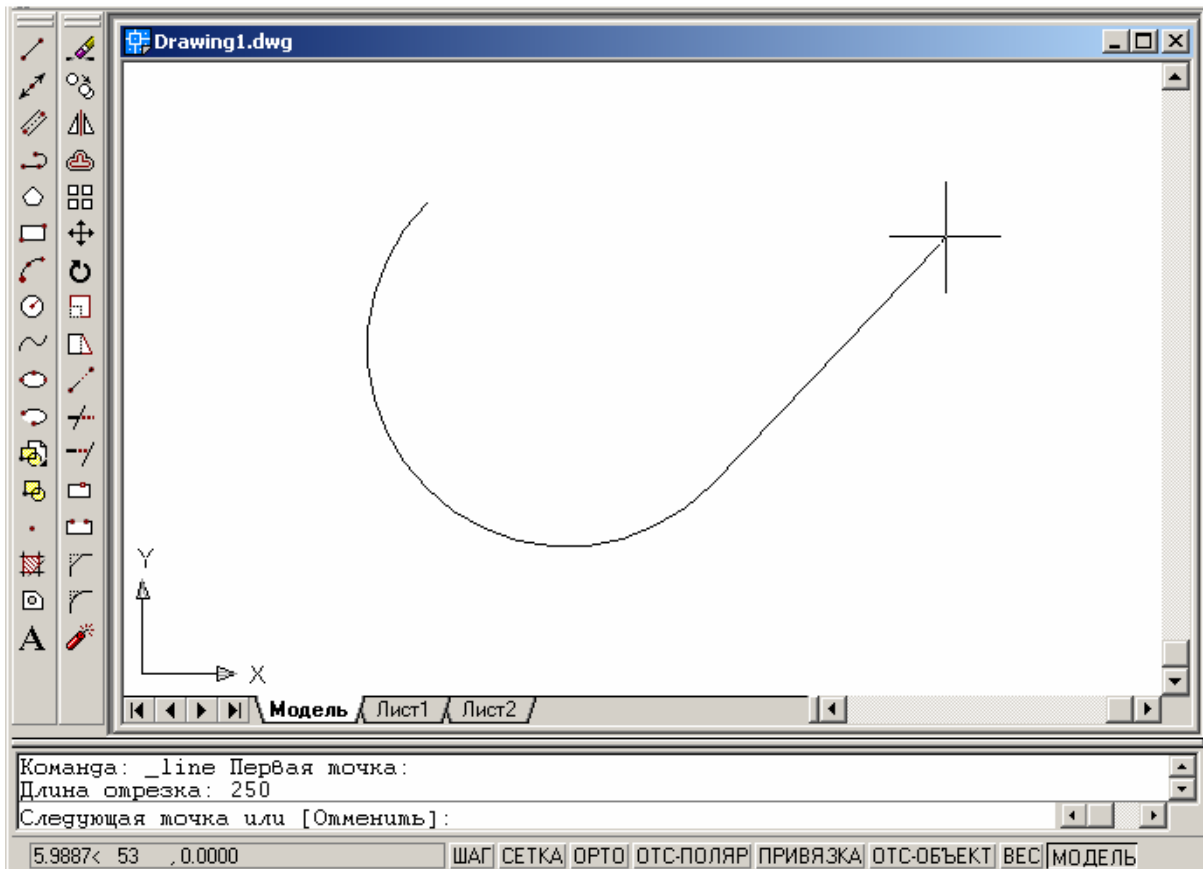 Drawing1.dwg
A
Y
X
Модель Лист1 Лист2
Команда: _line Первая точка:
Длина отрезка: 250
Следующая точка или [Отменить]:
5.9887< 53 ,0.0000 ШАГ СЕТКА ОРТО ОТС-ПОЛЯР ПРИВЯЗКА ОТС-ОБЪЕКТ ВЕС МОДЕЛЬ